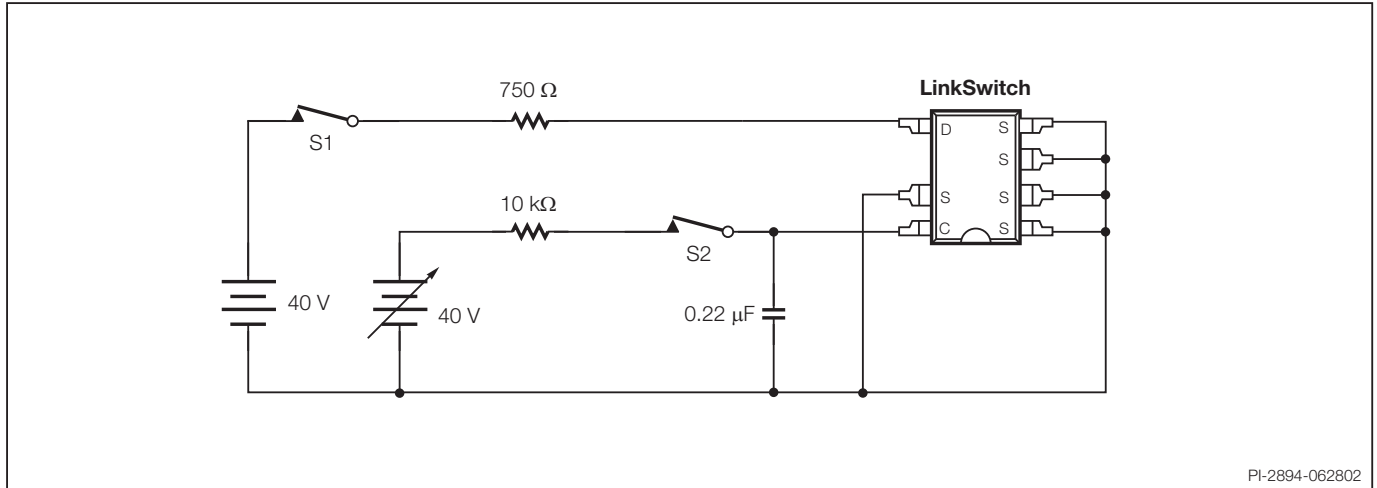 750 Ω
LinkSwitch
S1
D
S
S
10 kΩ
S
S
S2
C
S
40 V
40 V
0.22 μF
PI-2894-062802